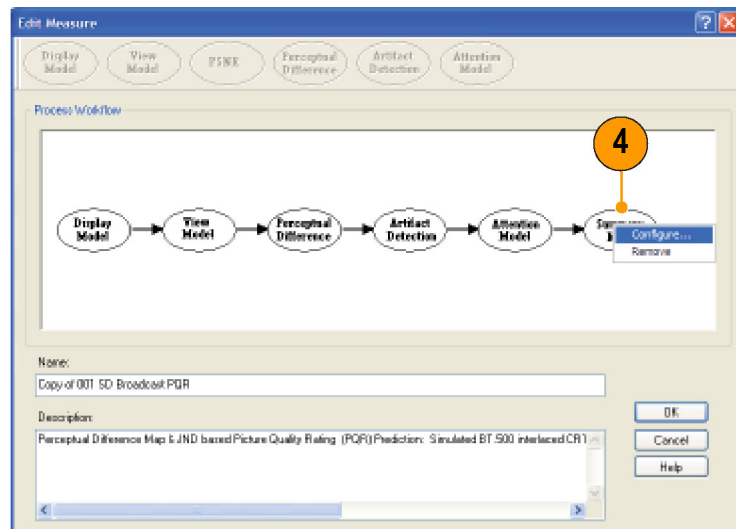 Edit Measure
Display Model
View Model
PSNR
Perceptual Difference
Artifact Detection
Attention Model
Process Workflow
4
Display Model
View Model
Perceptual Difference
Artifact Detection
Attention Model
Configure...
Remove
Name:
Copy of 001 SD Broadcast PQR
Description:
Perceptual Difference Map & JND based Picture Quality Rating (PQR) Prediction: Simulated BT.500 interlaced CRT
OK
Cancel
Help